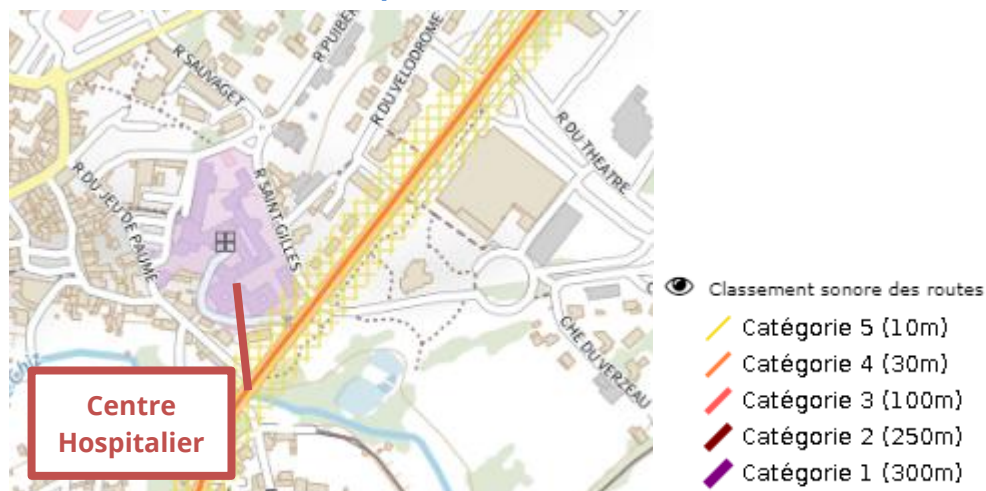 R PUIBE
R SAUVAGET
R DU VELODROME
R DU THEATRE
R DU JEU DE PAUME
R SAINT-GILLES
CHE DU VERZEAU
Centre
Hospitalier
Classement sonore des routes
Catégorie 5 (10m)
Catégorie 4 (30m)
Catégorie 3 (100m)
Catégorie 2 (250m)
Catégorie 1 (300m)